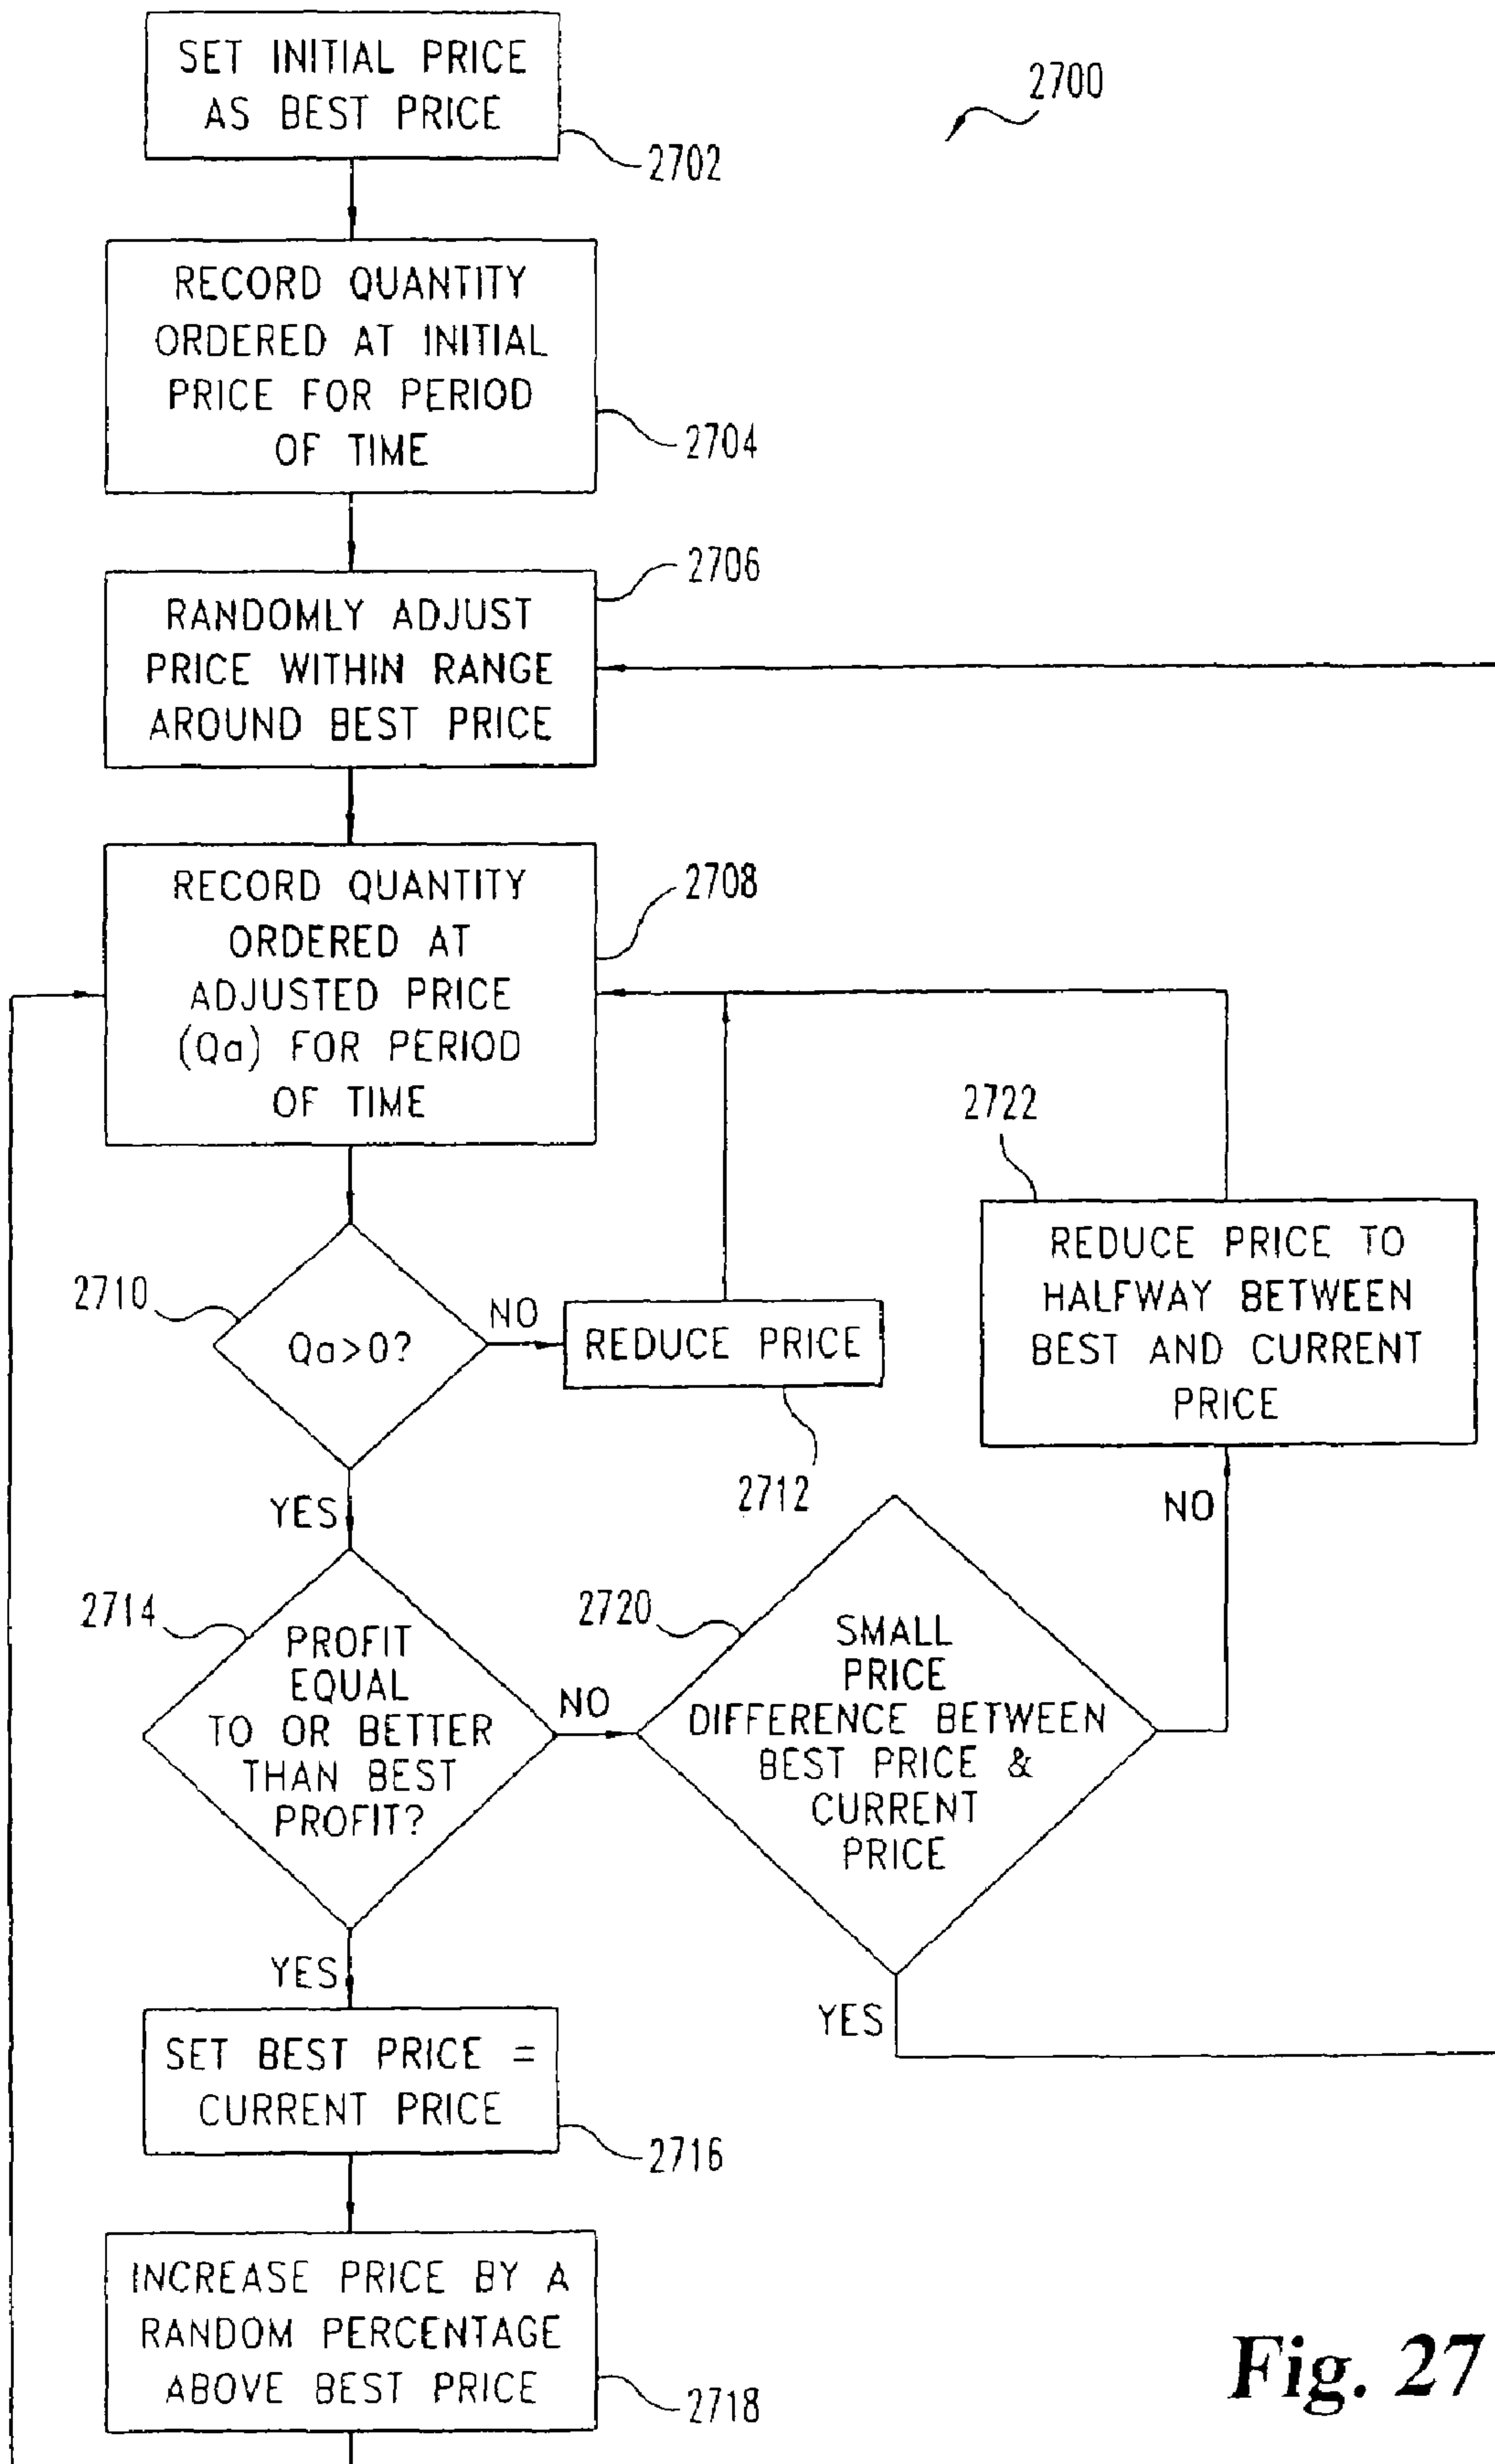 SET INITIAL PRICE
AS BEST PRICE
2702
2700
RECORD QUANTITY
ORDERED AT INITIAL
PRICE FOR PERIOD
OF TIME
2704
2706
RANDOMLY ADJUST
PRICE WITHIN RANGE
AROUND BEST PRICE
RECORD QUANTITY
ORDERED AT
ADJUSTED PRICE
(Qa) FOR PERIOD
OF TIME
2708
2710
Qa>0?
NO
REDUCE PRICE
2712
2722
REDUCE PRICE TO
HALFWAY BETWEEN
BEST AND CURRENT
PRICE
YES
NO
2714
PROFIT
EQUAL
TO OR BETTER
THAN BEST
PROFIT?
NO
2720
SMALL
PRICE
DIFFERENCE BETWEEN
BEST PRICE &
CURRENT
PRICE
YES
YES
SET BEST PRICE =
CURRENT PRICE
2716
INCREASE PRICE BY A
RANDOM PERCENTAGE
ABOVE BEST PRICE
2718
Fig. 27